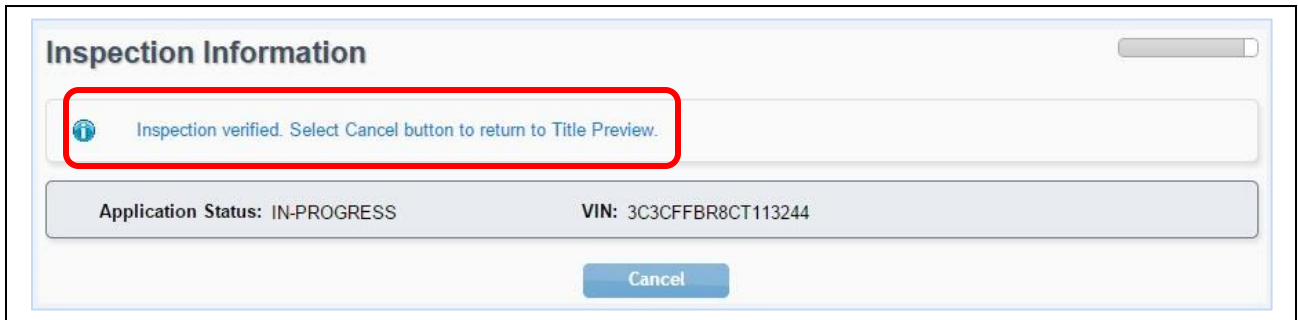 Inspection Information
Inspection verified. Select Cancel button to return to Title Preview.
Application Status: IN-PROGRESS VIN: 3C3CFFBR8CT113244
Cancel